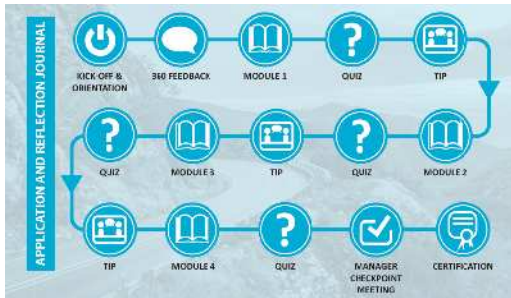 APPLICATION AND REFLECTION JOURNAL
KICK-OFF &
ORIENTATION
360 FEEDBACK
MODULE 1
QUIZ
TIP
QUIZ
MODULE 3
TIP
QUIZ
MODULE 2
TIP
MODULE 4
QUIZ
MANAGER
CHECKPOINT
MEETING
CERTIFICATION